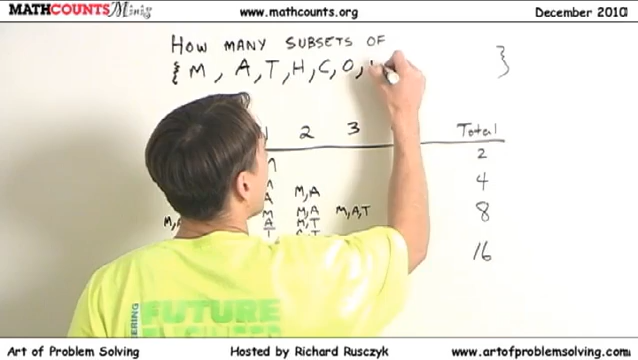 MATHCOUNTS Minis www.mathcounts.org December 2010
HOW MANY SUBSETS OF
{ M, A, T, H, C, O, }
1 2 3 Total
2
M, A 4
A
M M, A M, A, T 8
A M, T
T
16
FUTURE
Art of Problem Solving Hosted by Richard Rusczyk www.artofproblemsolving.com